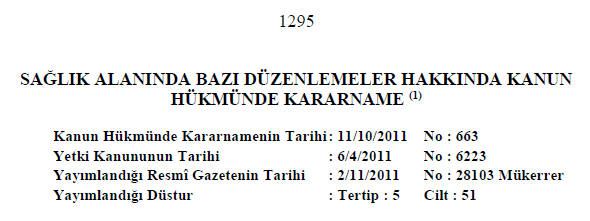 1295
SAĞLIK ALANINDA BAZI DÜZENLEMELER HAKKINDA KANUN
HÜKMÜNDE KARARNAME (1)
Kanun Hükmünde Kararnamenin Tarihi : 11/10/2011 No : 663
Yetki Kanununun Tarihi : 6/4/2011 No : 6223
Yayımlandığı Resmî Gazetenin Tarihi : 2/11/2011 No : 28103 Mükerrer
Yayımlandığı Düstur : Tertip : 5 Cilt : 51